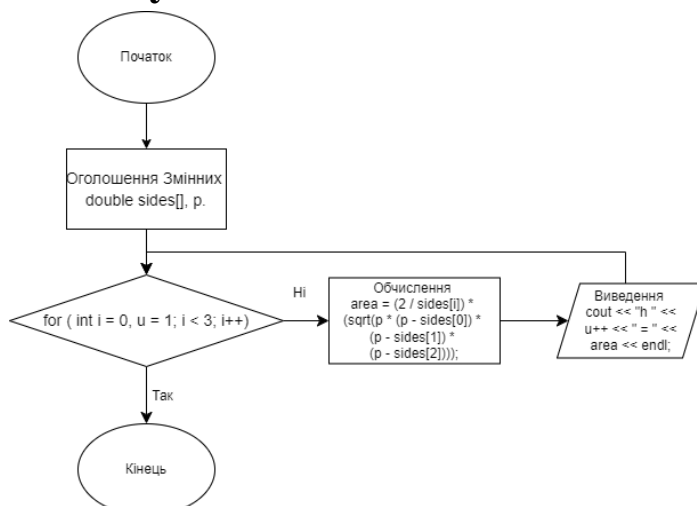 Початок
Оголошення Змінних
double sides[], p.
for ( int i = 0, u = 1; i < 3; i++)
Ні
Обчислення
area = (2 / sides[i]) *
(sqrt(p * (p - sides[0]) *
(p - sides[1]) *
(p - sides[2])));
Виведення
cout << "h " <<
u++ << " = " <<
area << endl;
Так
Кінець